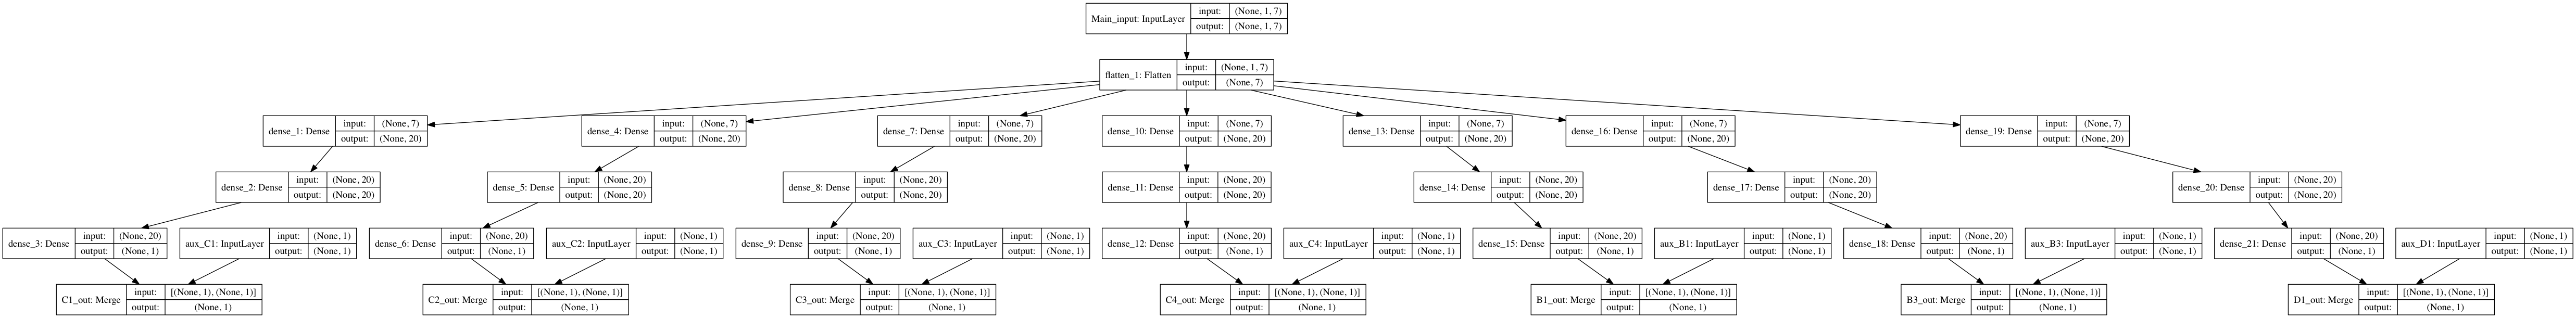 Main_input: InputLayer
input: (None, 1, 7)
output: (None, 1, 7)
flatten_1: Flatten
input: (None, 1, 7)
output: (None, 7)
dense_1: Dense
input: (None, 7)
output: (None, 20)
dense_4: Dense
input: (None, 7)
output: (None, 20)
dense_7: Dense
input: (None, 7)
output: (None, 20)
dense_10: Dense
input: (None, 7)
output: (None, 20)
dense_13: Dense
input: (None, 7)
output: (None, 20)
dense_16: Dense
input: (None, 7)
output: (None, 20)
dense_19: Dense
input: (None, 7)
output: (None, 20)
dense_2: Dense
input: (None, 20)
output: (None, 20)
dense_5: Dense
input: (None, 20)
output: (None, 20)
dense_8: Dense
input: (None, 20)
output: (None, 20)
dense_11: Dense
input: (None, 20)
output: (None, 20)
dense_14: Dense
input: (None, 20)
output: (None, 20)
dense_17: Dense
input: (None, 20)
output: (None, 20)
dense_20: Dense
input: (None, 20)
output: (None, 20)
dense_3: Dense
input: (None, 20)
output: (None, 1)
aux_C1: InputLayer
input: (None, 1)
output: (None, 1)
dense_6: Dense
input: (None, 20)
output: (None, 1)
aux_C2: InputLayer
input: (None, 1)
output: (None, 1)
dense_9: Dense
input: (None, 20)
output: (None, 1)
aux_C3: InputLayer
input: (None, 1)
output: (None, 1)
dense_12: Dense
input: (None, 20)
output: (None, 1)
aux_C4: InputLayer
input: (None, 1)
output: (None, 1)
dense_15: Dense
input: (None, 20)
output: (None, 1)
aux_B1: InputLayer
input: (None, 1)
output: (None, 1)
dense_18: Dense
input: (None, 20)
output: (None, 1)
aux_B3: InputLayer
input: (None, 1)
output: (None, 1)
dense_21: Dense
input: (None, 20)
output: (None, 1)
aux_D1: InputLayer
input: (None, 1)
output: (None, 1)
C1_out: Merge
input: [(None, 1), (None, 1)]
output: (None, 1)
C2_out: Merge
input: [(None, 1), (None, 1)]
output: (None, 1)
C3_out: Merge
input: [(None, 1), (None, 1)]
output: (None, 1)
C4_out: Merge
input: [(None, 1), (None, 1)]
output: (None, 1)
B1_out: Merge
input: [(None, 1), (None, 1)]
output: (None, 1)
B3_out: Merge
input: [(None, 1), (None, 1)]
output: (None, 1)
D1_out: Merge
input: [(None, 1), (None, 1)]
output: (None, 1)